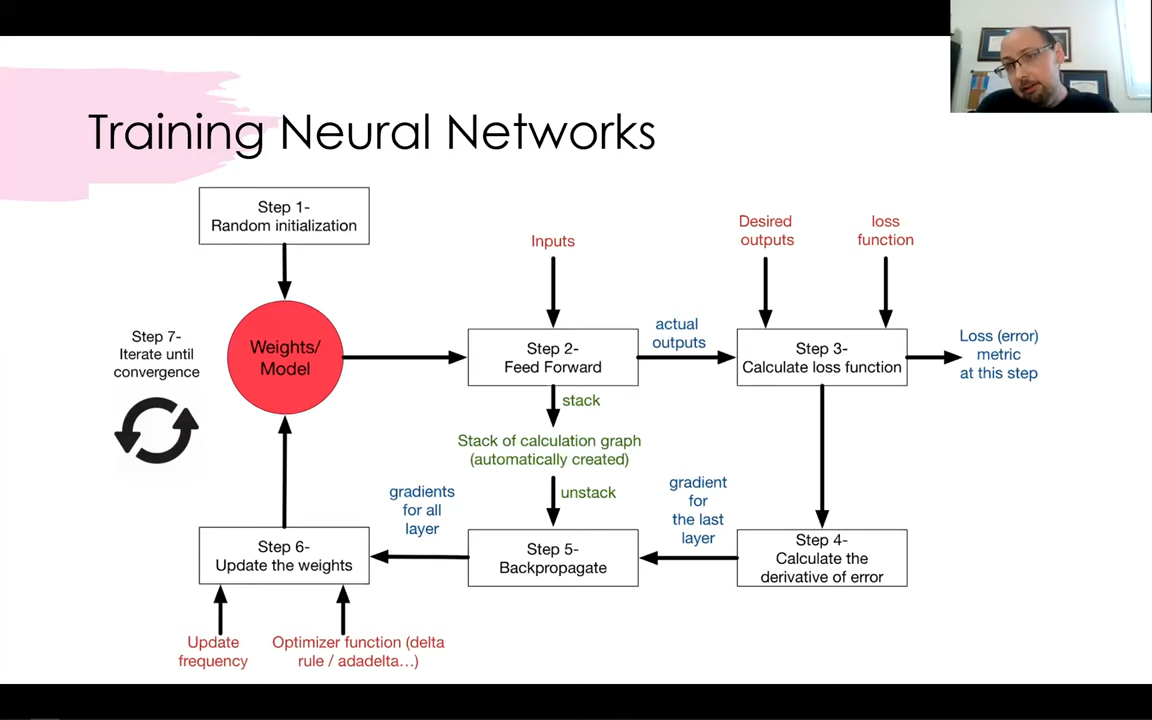 Training Neural Networks
Step 1-
Random initialization
Inputs
Desired
outputs
loss
function
Step 7-
Iterate until
convergence
Weights/
Model
Step 2-
Feed Forward
actual
outputs
Step 3-
Calculate loss function
Loss (error)
metric
at this step
stack
Stack of calculation graph
(automatically created)
unstack
gradients
for all
layer
gradient
for
the last
layer
Step 6-
Update the weights
Step 5-
Backpropagate
Step 4-
Calculate the
derivative of error
Update
frequency
Optimizer function (delta
rule / adadelta...)